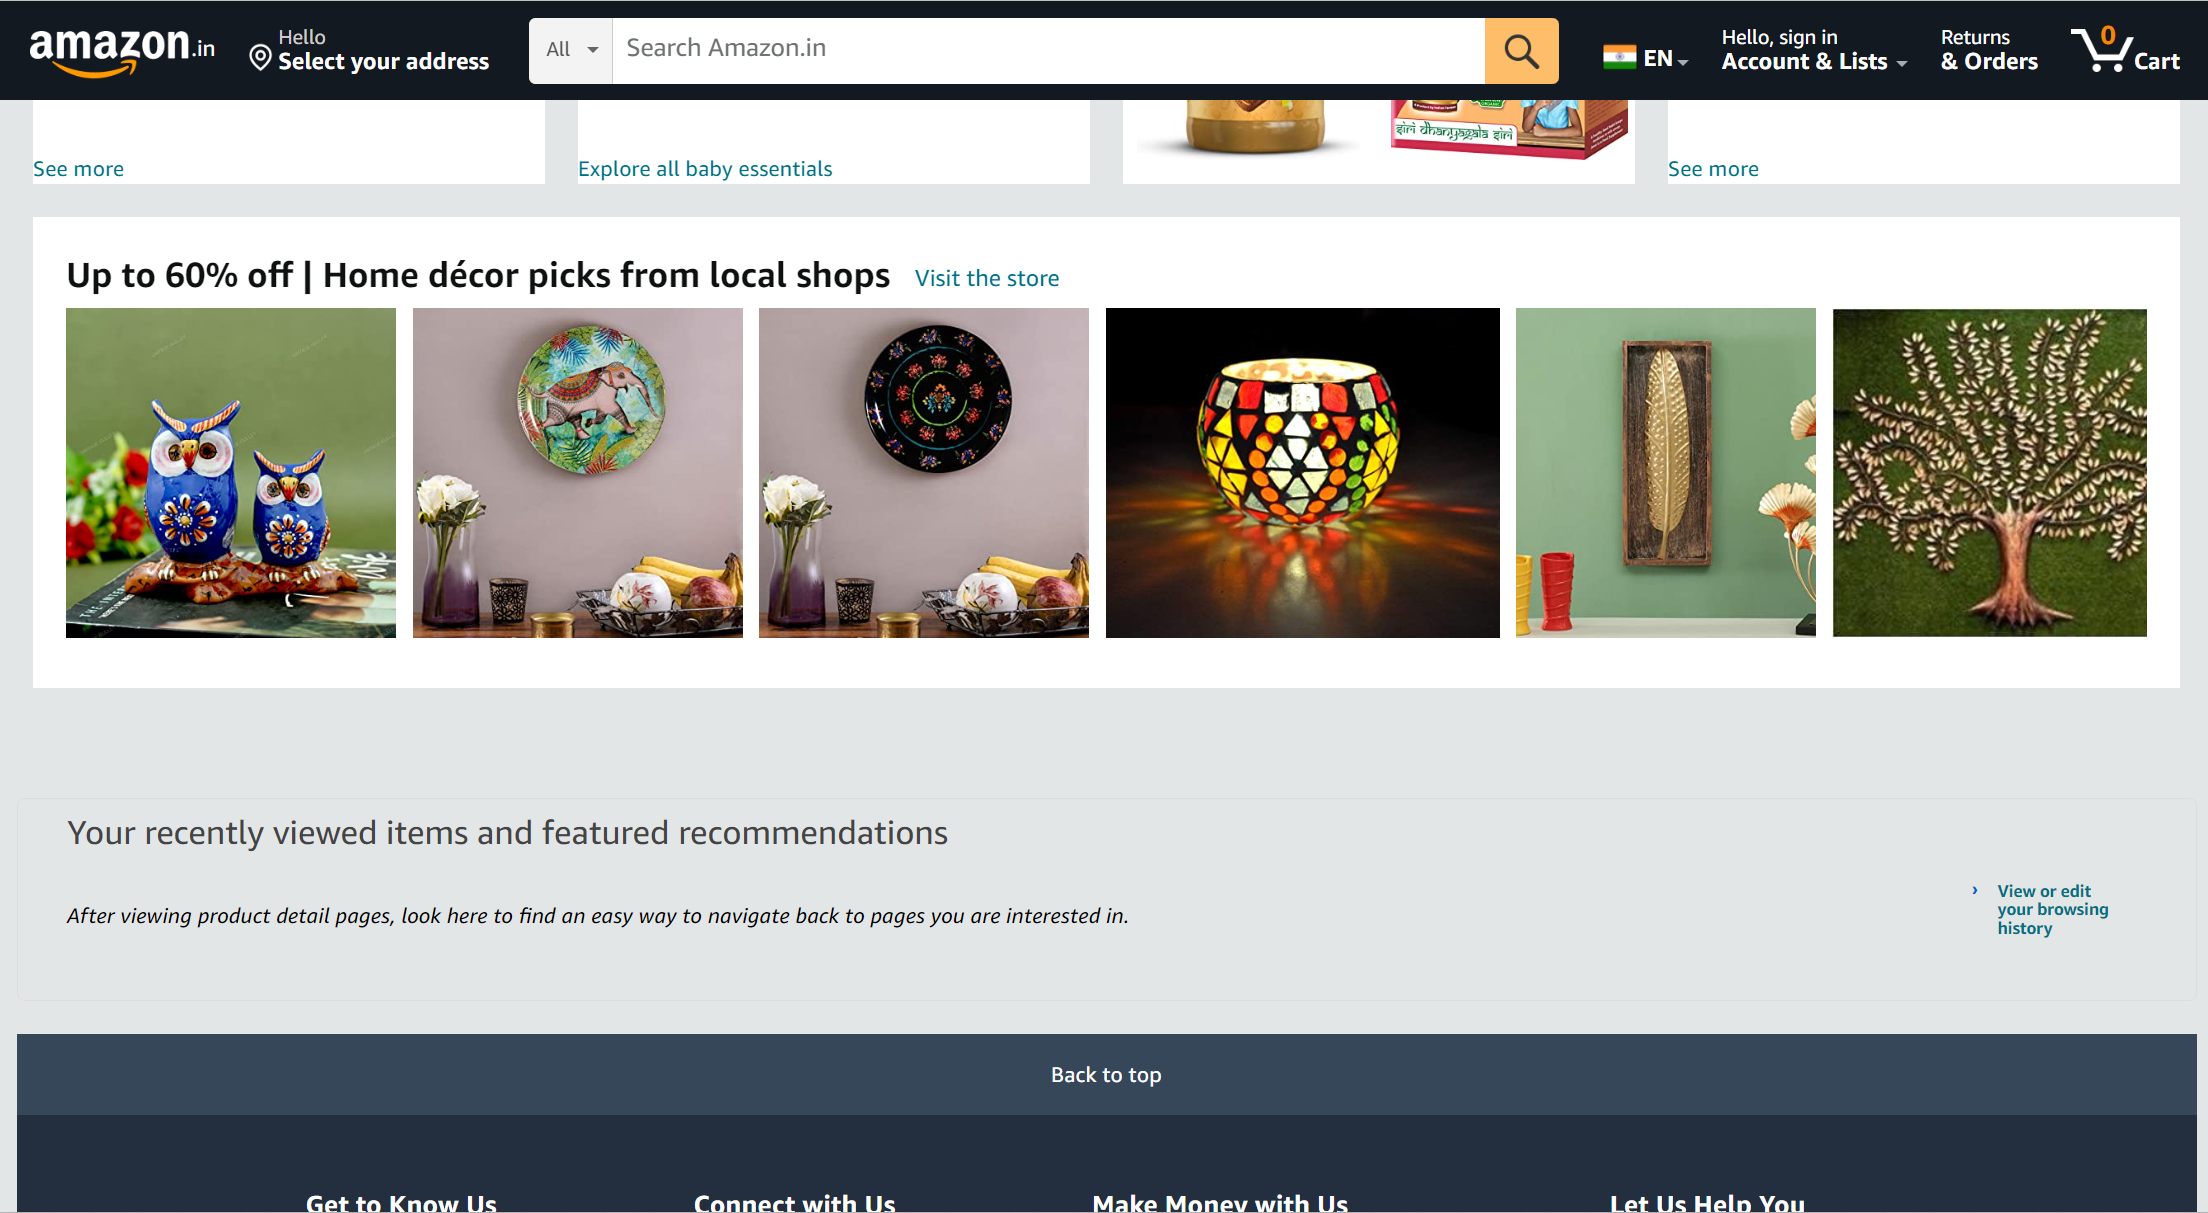 amazon.in
Hello
Select your address
All
Search Amazon.in
EN
Hello, sign in
Account & Lists
Returns
& Orders
0
Cart
siri dhanyagala siri
See more
Explore all baby essentials
See more
Up to 60% off | Home décor picks from local shops
Visit the store
Your recently viewed items and featured recommendations
After viewing product detail pages, look here to find an easy way to navigate back to pages you are interested in.
View or edit
your browsing
history
Back to top
Get to Know Us
Connect with Us
Make Money with Us
Let Us Help You